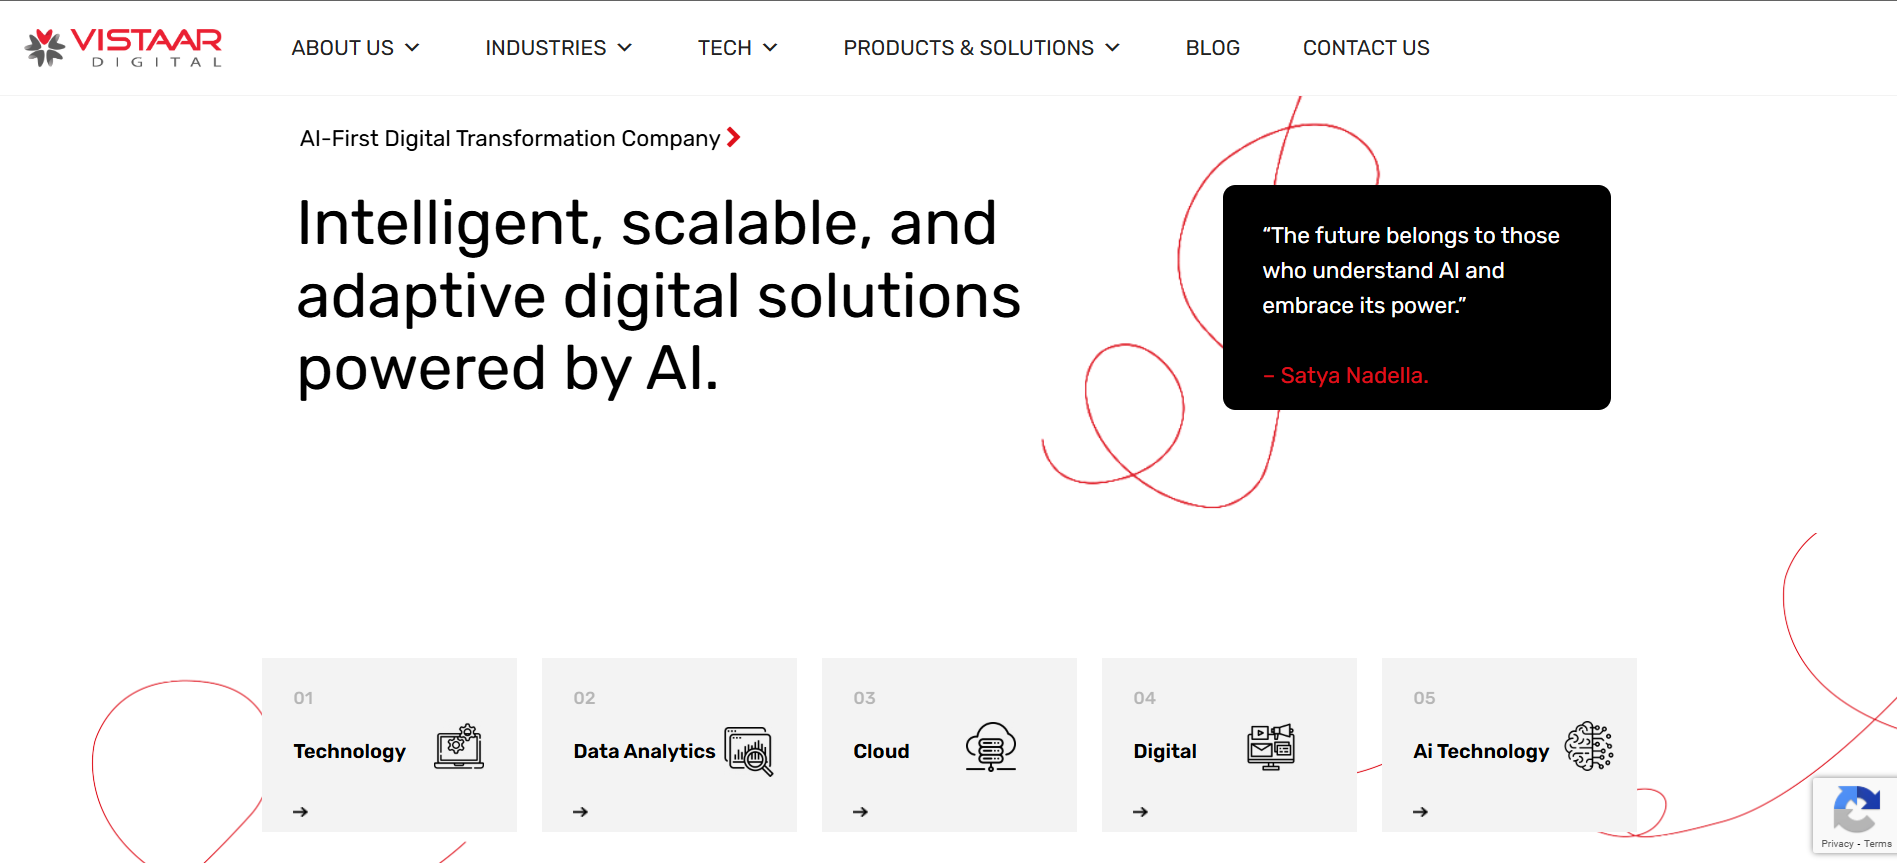 VISTAAR
DIGITAL
ABOUT US
INDUSTRIES
TECH
PRODUCTS & SOLUTIONS
BLOG
CONTACT US
AI-First Digital Transformation Company
Intelligent, scalable, and
adaptive digital solutions
powered by AI.
“The future belongs to those
who understand AI and
embrace its power.”
– Satya Nadella.
01
Technology
02
Data Analytics
03
Cloud
04
Digital
05
Ai Technology
Privacy - Terms